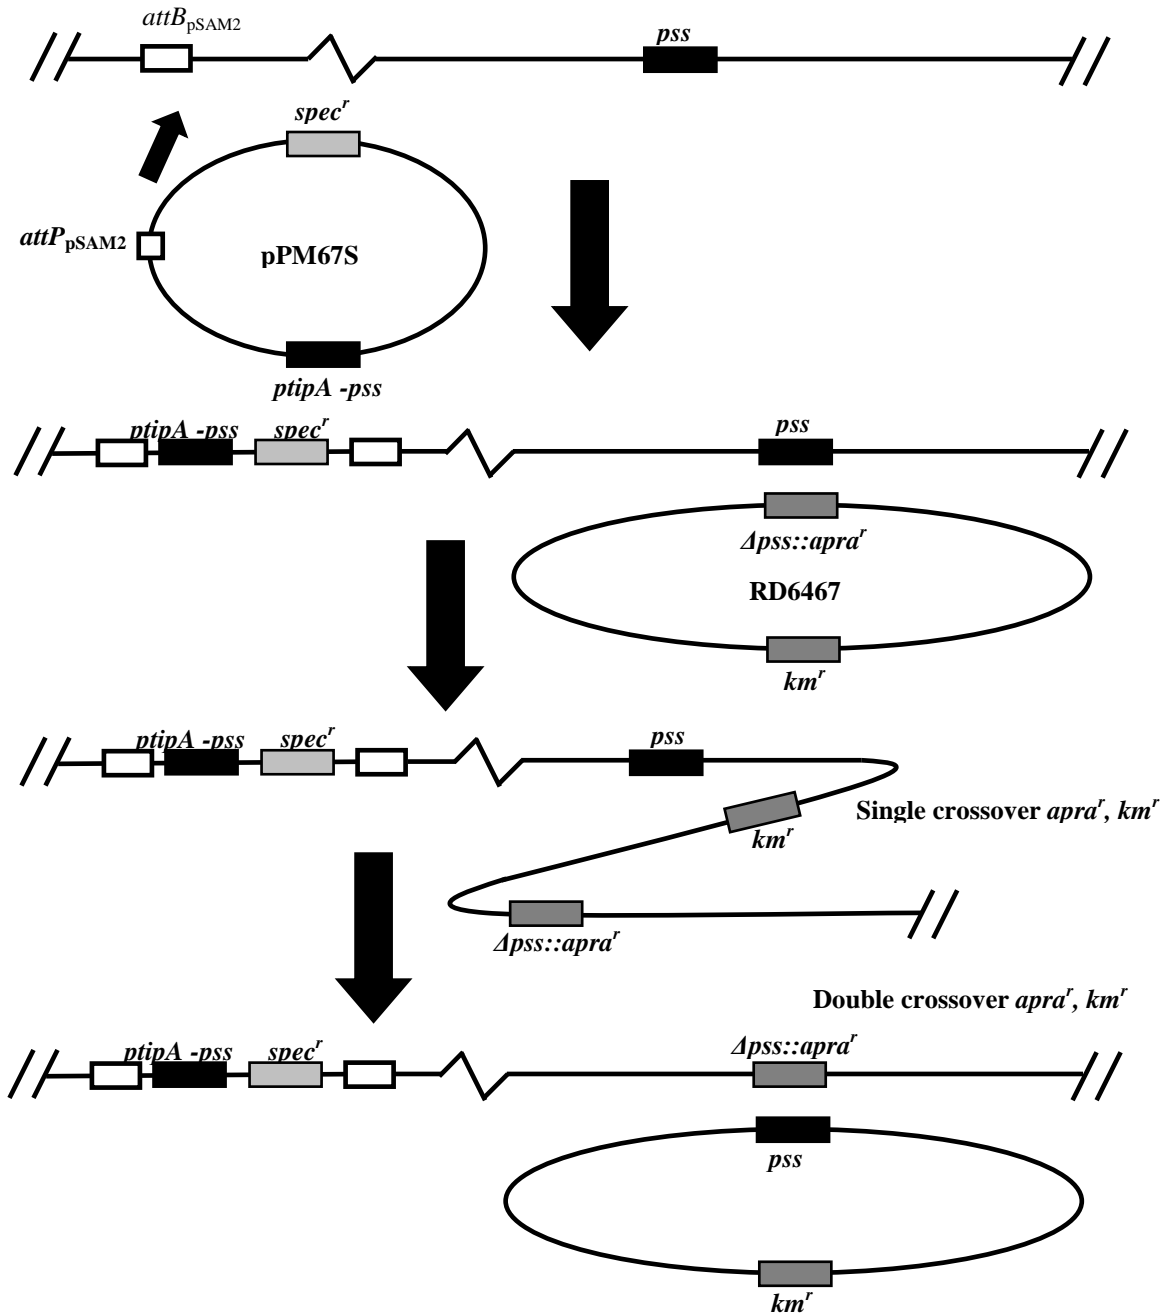 attB pSAM2
pss
spec r
attP pSAM2
pPM67S
ptipA -pss
ptipA -pss spec r
pss
Δpss::apra r
RD6467
km r
ptipA -pss spec r
pss
Single crossover apra r, km r
km r
Δpss::apra r
Double crossover apra r, km r
ptipA -pss spec r
Δpss::apra r
pss
km r